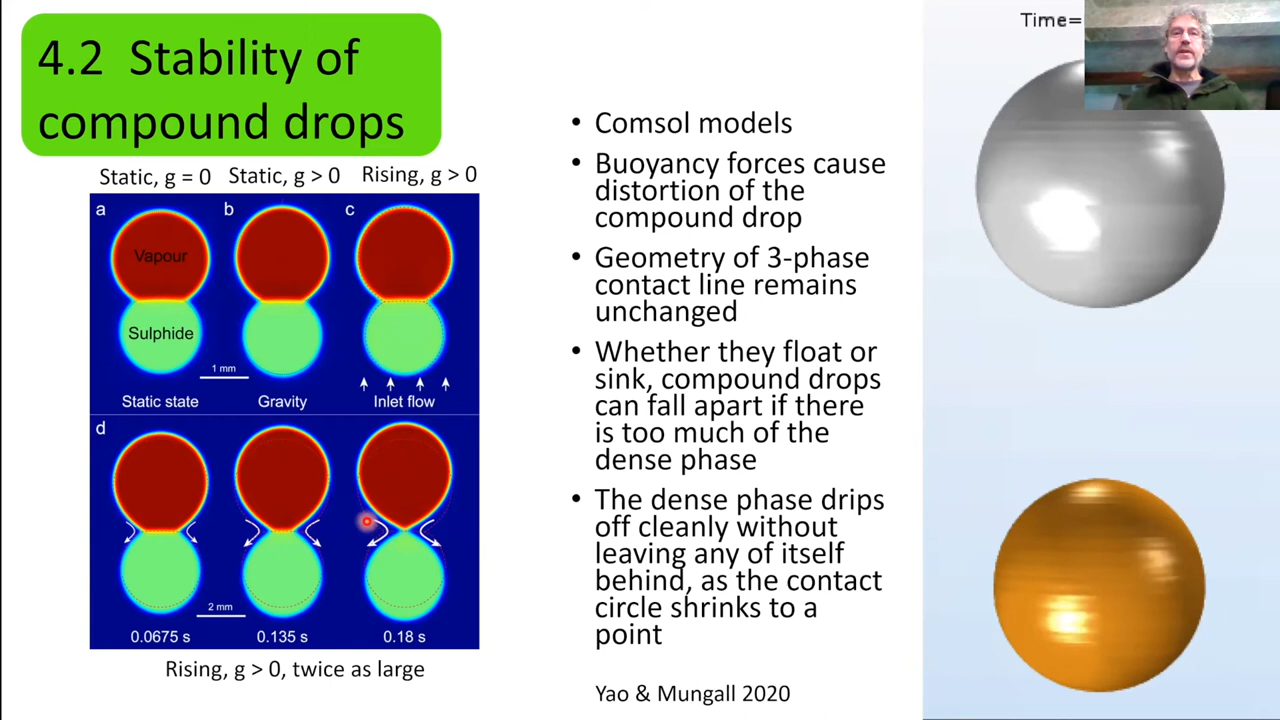 4.2 Stability of
compound drops
Static, g = 0 Static, g > 0 Rising, g > 0
a b c
Vapour
Sulphide
1 mm
Static state Gravity Inlet flow
d
2 mm
0.0675 s 0.135 s 0.18 s
Rising, g > 0, twice as large
• Comsol models
• Buoyancy forces cause
distortion of the
compound drop
• Geometry of 3-phase
contact line remains
unchanged
• Whether they float or
sink, compound drops
can fall apart if there
is too much of the
dense phase
• The dense phase drips
off cleanly without
leaving any of itself
behind, as the contact
circle shrinks to a
point
Yao & Mungall 2020
Time=